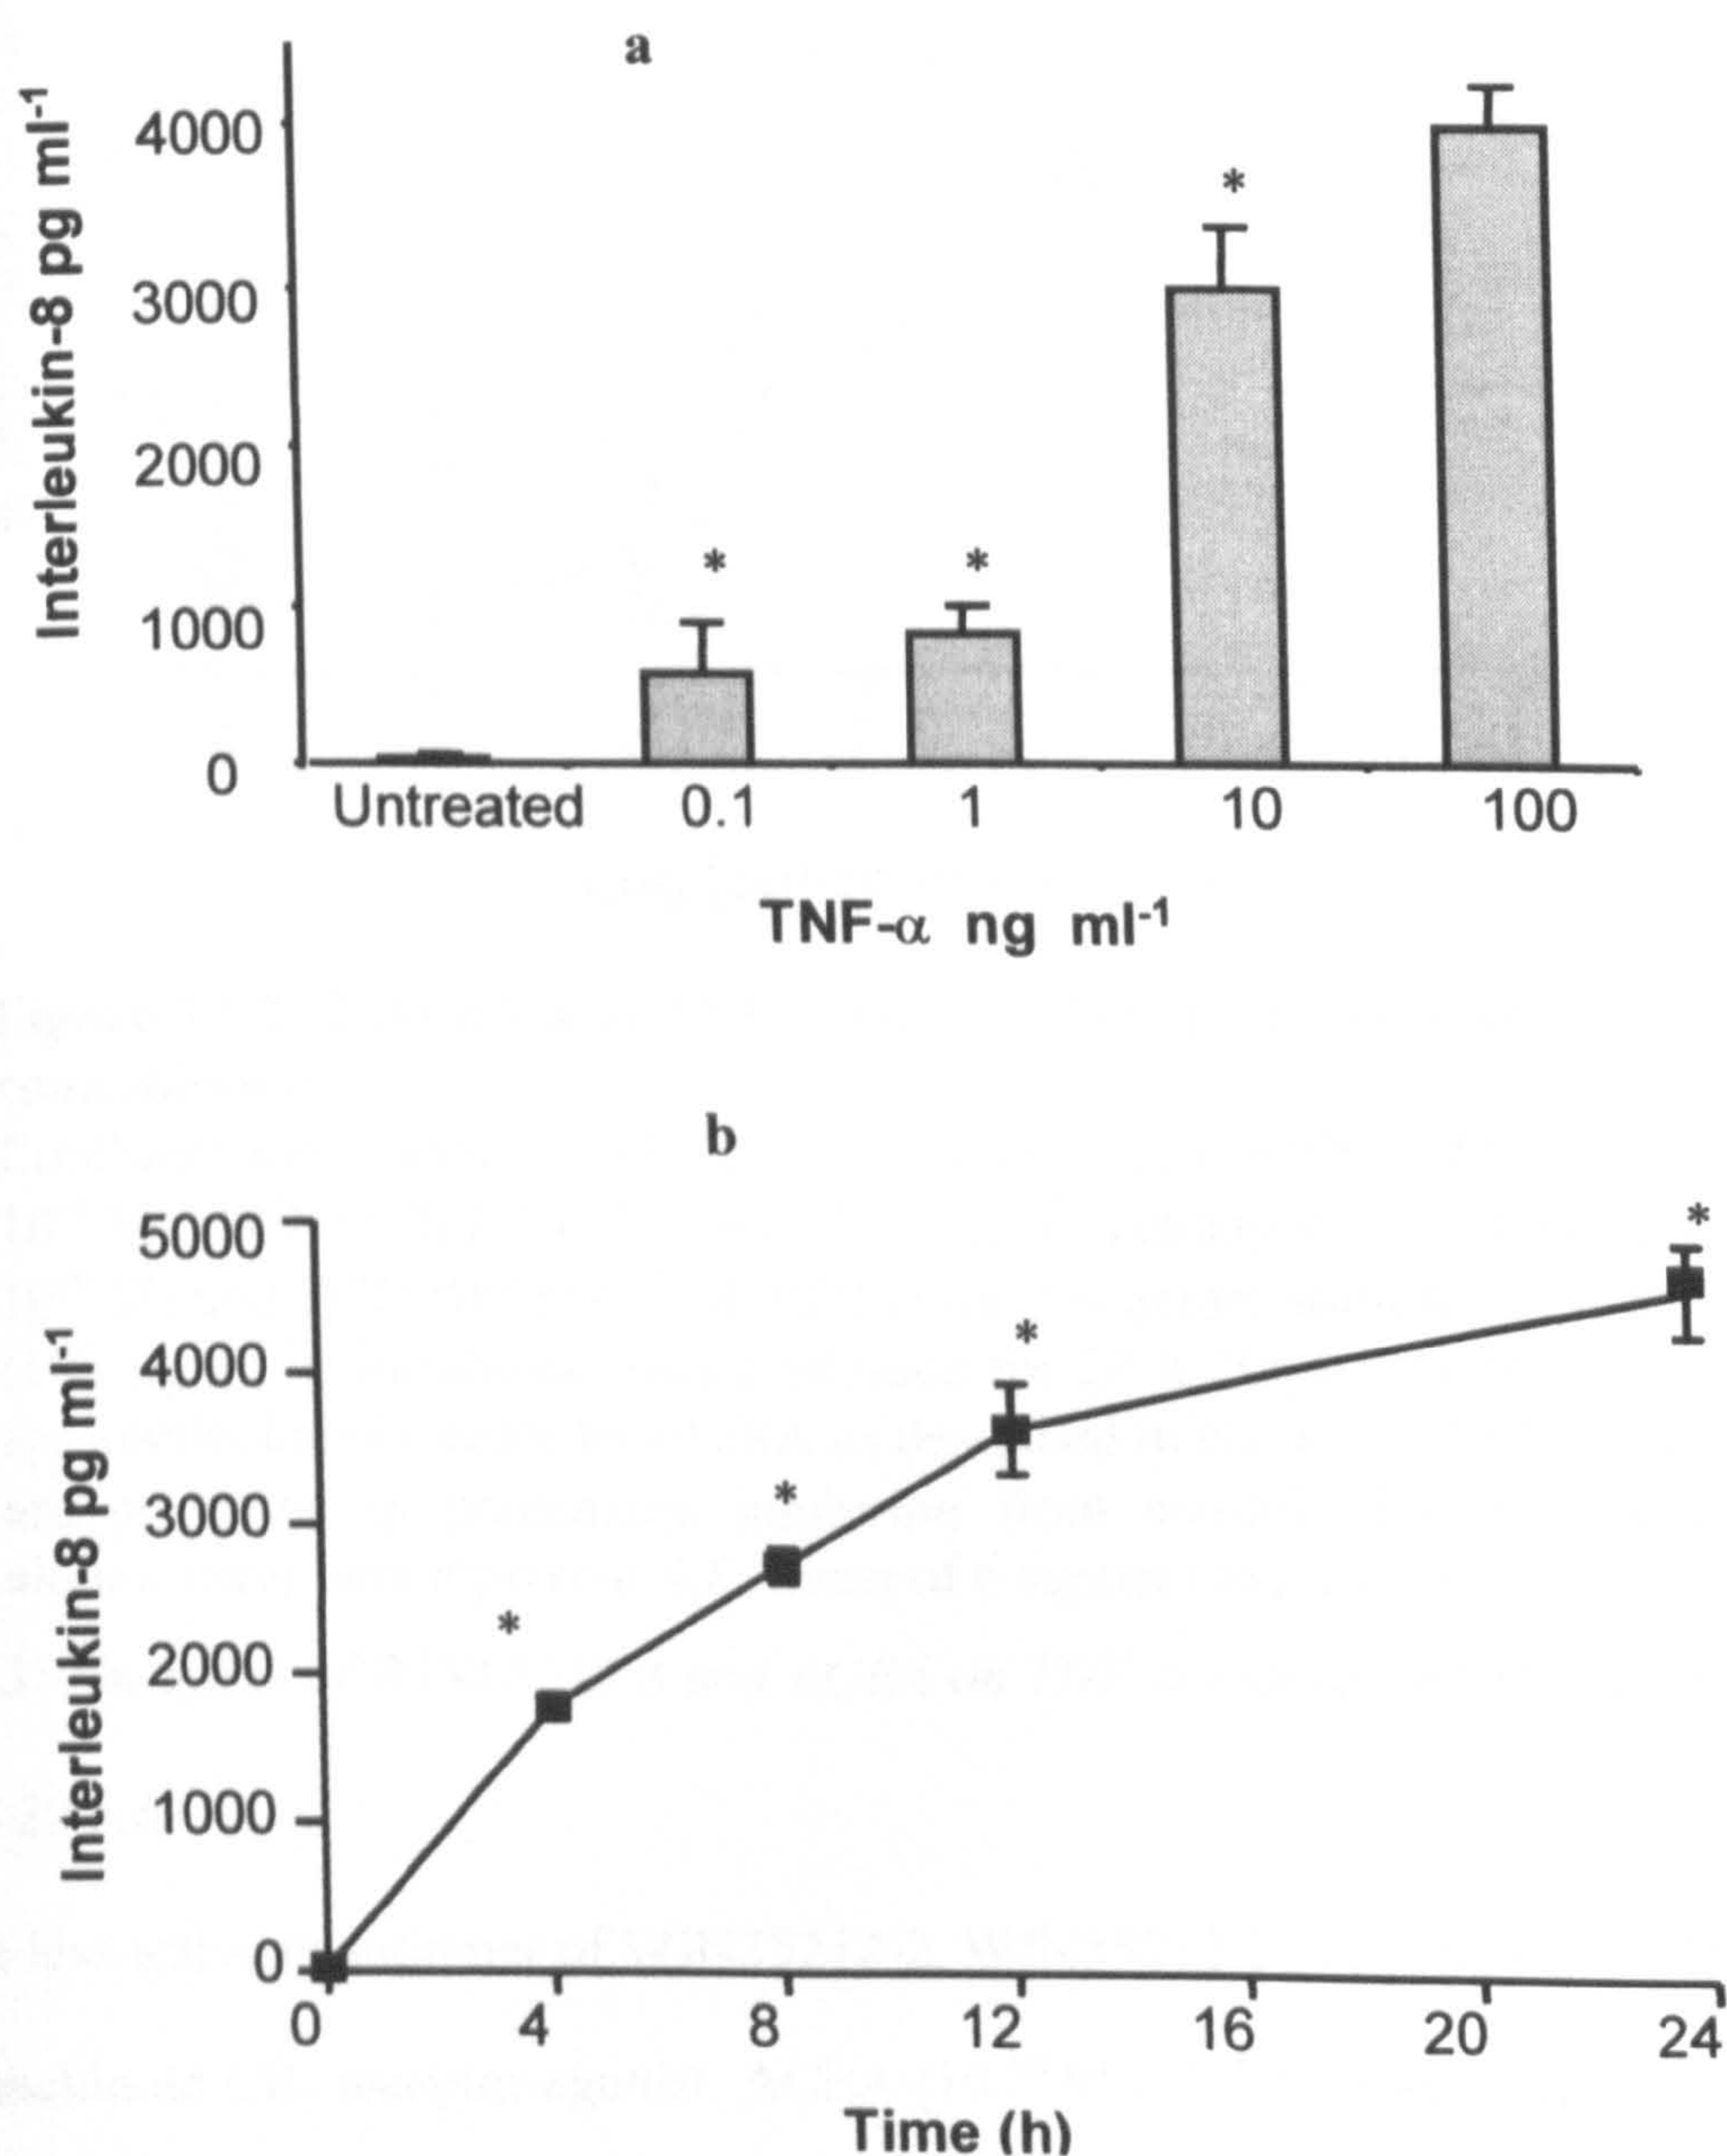 a
Interleukin-8 pg ml-1
4000
3000
2000
1000
0
* * *
Untreated 0.1 1 10 100
TNF-α ng ml-1
b
Interleukin-8 pg ml-1
5000
4000
3000
2000
1000
0
* * * *
0 4 8 12 16 20 24
Time (h)